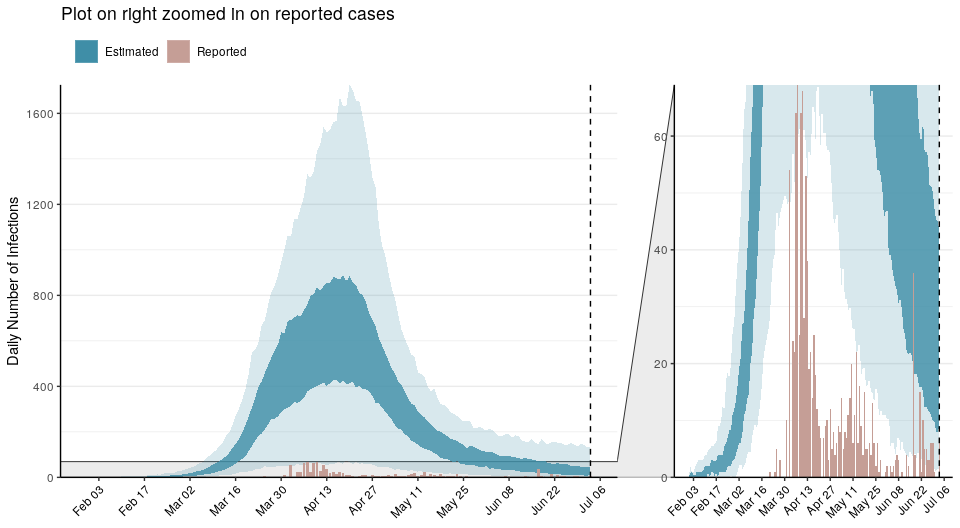 Plot on right zoomed in on reported cases
Estimated
Reported
Daily Number of Infections
1600
1200
800
400
0
Feb 03
Feb 17
Mar 02
Mar 16
Mar 30
Apr 13
Apr 27
May 11
May 25
Jun 08
Jun 22
Jul 06
60
40
20
0
Feb 03
Feb 17
Mar 02
Mar 16
Mar 30
Apr 13
Apr 27
May 11
May 25
Jun 08
Jun 22
Jul 06